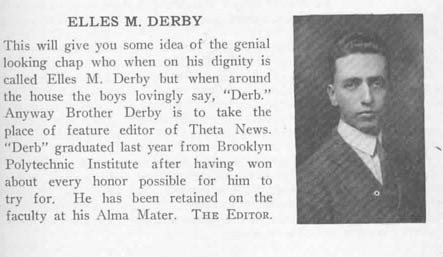 ELLES M. DERBY
This will give you some idea of the genial
looking chap who when on his dignity is
called Elles M. Derby but when around
the house the boys lovingly say, "Derb."
Anyway Brother Derby is to take the
place of feature editor of Theta News.
"Derb" graduated last year from Brooklyn
Polytechnic Institute after having won
about every honor possible for him to
try for. He has been retained on the
faculty at his Alma Mater. THE EDITOR.